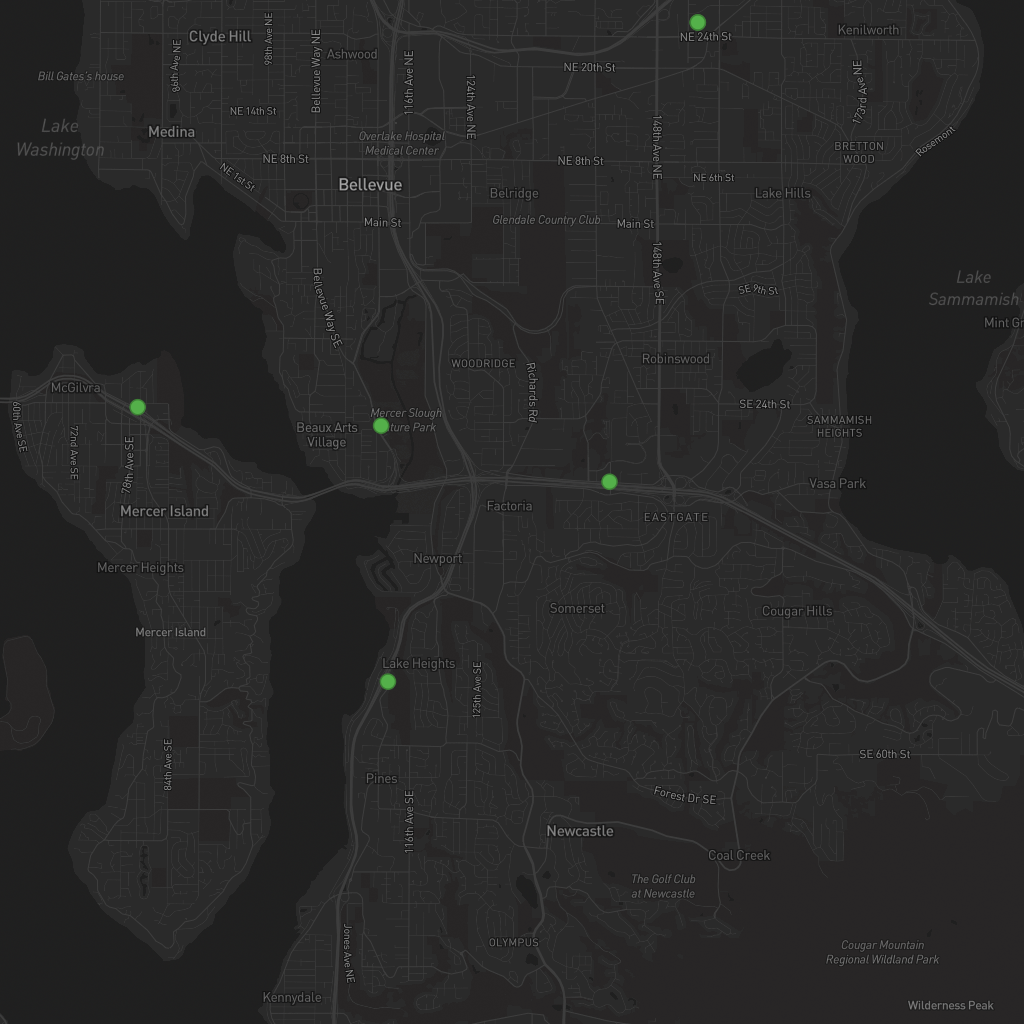 Clyde Hill
98th Ave NE
86th Ave NE
Bellevue Way NE
Ashwood
116th Ave NE
NE 24th St
Kenilworth
NE 20th St
Bill Gates's house
124th Ave NE
173rd Ave NE
NE 14th St
Lake
Washington
Medina
Overlake Hospital
Medical Center
148th Ave NE
BRETTON
WOOD
Rosemont
NE 8th St
NE 8th St
NE 1st St
Bellevue
NE 6th St
Belridge
Lake Hills
Main St
Glendale Country Club
Main St
148th Ave SE
Bellevue Way SE
SE 9th St
Lake
Sammamish
Mint Gr
WOODRIDGE
Robinswood
McGilvra
Richards Rd
60th Ave SE
72nd Ave SE
78th Ave SE
Mercer Slough
ture Park
Beaux Arts
Village
SE 24th St
SAMMAMISH
HEIGHTS
Vasa Park
Mercer Island
Factoria
EASTGATE
Newport
Mercer Heights
Somerset
Cougar Hills
Mercer Island
Lake Heights
125th Ave SE
84th Ave SE
SE 60th St
Pines
Forest Dr SE
116th Ave SE
Newcastle
Coal Creek
The Golf Club
at Newcastle
OLYMPUS
Jones Ave NE
Cougar Mountain
Regional Wildland Park
Kennydale
Wilderness Peak